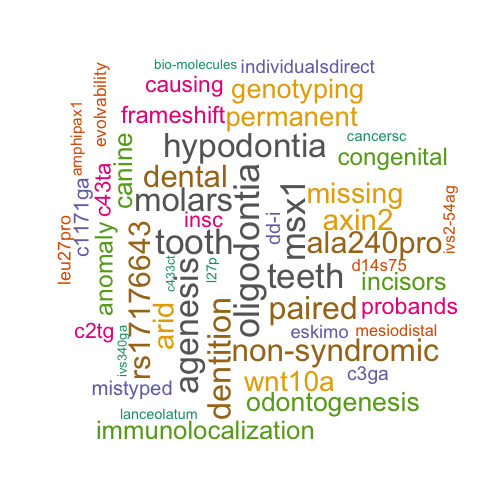 bio-molecules
individualsdirect
causing
genotyping
frameshift
permanent
evolvability
amphipax1
cancersc
hypodontia
congenital
canine
dental
c43ta
c1171ga
molars
oligodontia
msx1
missing
insc
axin2
dd-i
ivs2-54ag
leu27pro
anomaly
rs17176643
tooth
ala240pro
c433ct
l27p
d14s75
teeth
incisors
agenesis
arid
paired
probands
c2tg
eskimo
mesiodistal
ivs340ga
dentition
non-syndromic
mistyped
wnt10a
c3ga
odontogenesis
lanceolatum
immunolocalization